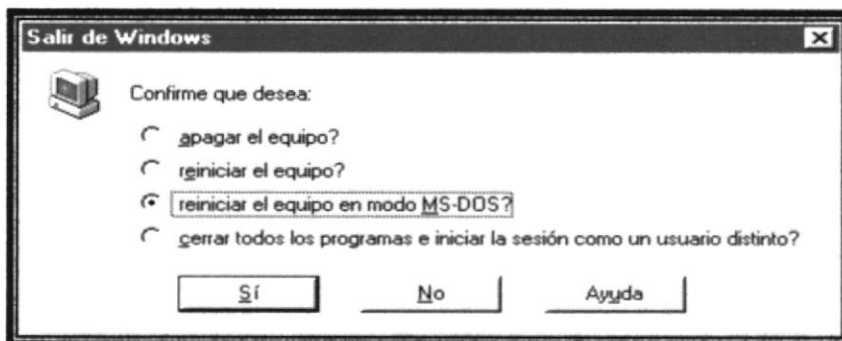 Salir de Windows
Confirme que desea:
apagar el equipo?
reiniciar el equipo?
reiniciar el equipo en modo MS-DOS?
cerrar todos los programas e iniciar la sesión como un usuario distinto?
Sí No Ayuda